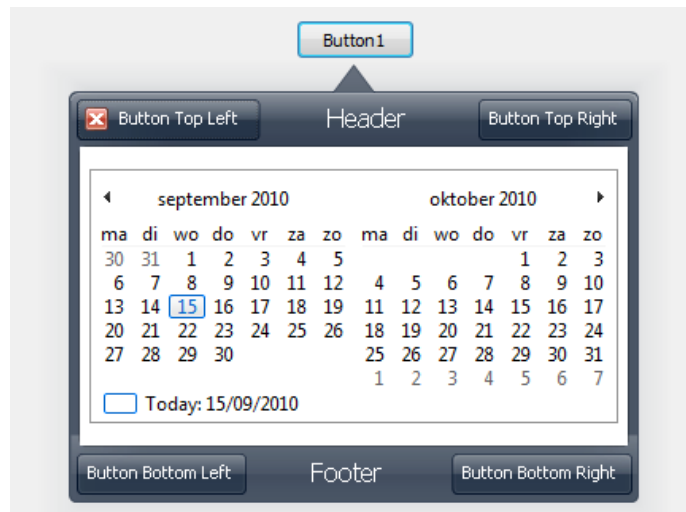 Button1
Button Top Left Header Button Top Right
september 2010 oktober 2010
ma di wo do vr za zo ma di wo do vr za zo
30 31 1 2 3 4 5 1 2 3
6 7 8 9 10 11 12 4 5 6 7 8 9 10
13 14 15 16 17 18 19 11 12 13 14 15 16 17
20 21 22 23 24 25 26 18 19 20 21 22 23 24
27 28 29 30 25 26 27 28 29 30 31
1 2 3 4 5 6 7
Today: 15/09/2010
Button Bottom Left Footer Button Bottom Right